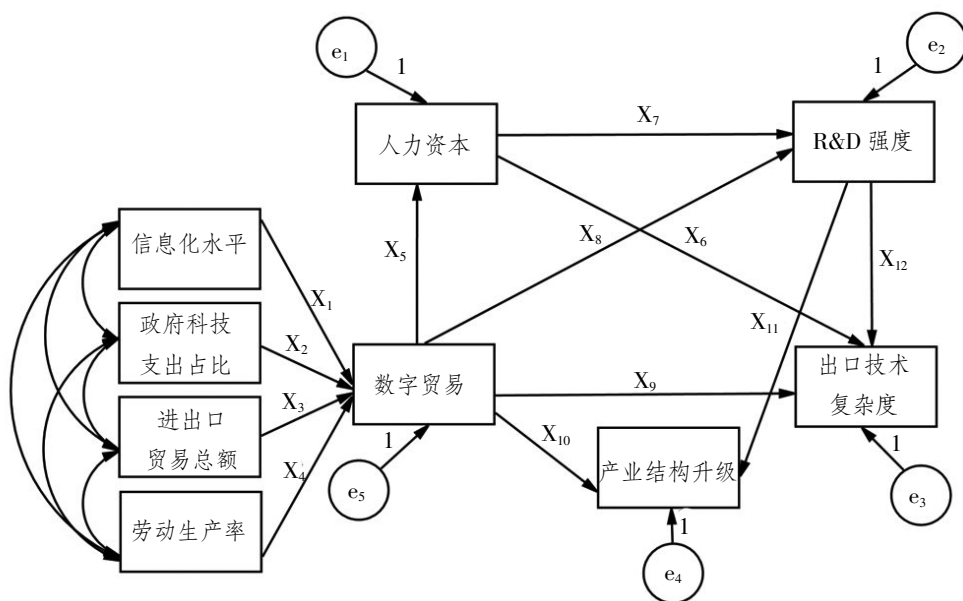 e₁
1
e₂
1
人力资本
X₇
R&D 强度
信息化水平
X₅
X₈
X₆
X₁₂
X₁
政府科技
支出占比
X₂
X₁₁
数字贸易
X₉
出口技术
复杂度
进出口
贸易总额
X₃
X₁₀
X₄
1
产业结构升级
1
e₅
e₃
劳动生产率
1
e₄